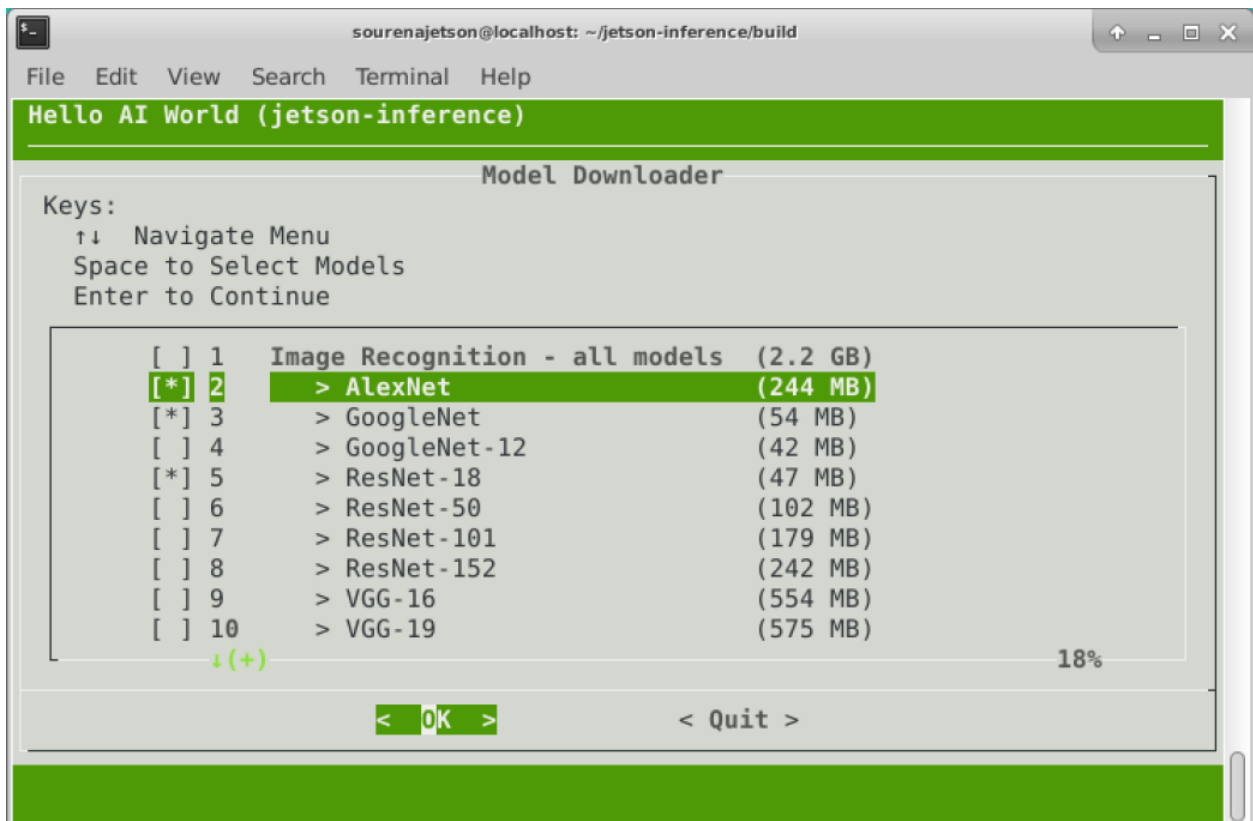 sourenajetson@localhost: ~/jetson-inference/build
File Edit View Search Terminal Help
Hello AI World (jetson-inference)
Model Downloader
Keys:
↑↓ Navigate Menu
Space to Select Models
Enter to Continue
[ ] 1 Image Recognition - all models (2.2 GB)
[*] 2 > AlexNet (244 MB)
[*] 3 > GoogleNet (54 MB)
[ ] 4 > GoogleNet-12 (42 MB)
[*] 5 > ResNet-18 (47 MB)
[ ] 6 > ResNet-50 (102 MB)
[ ] 7 > ResNet-101 (179 MB)
[ ] 8 > ResNet-152 (242 MB)
[ ] 9 > VGG-16 (554 MB)
[ ] 10 > VGG-19 (575 MB)
↓(+) 18%
< OK > < Quit >